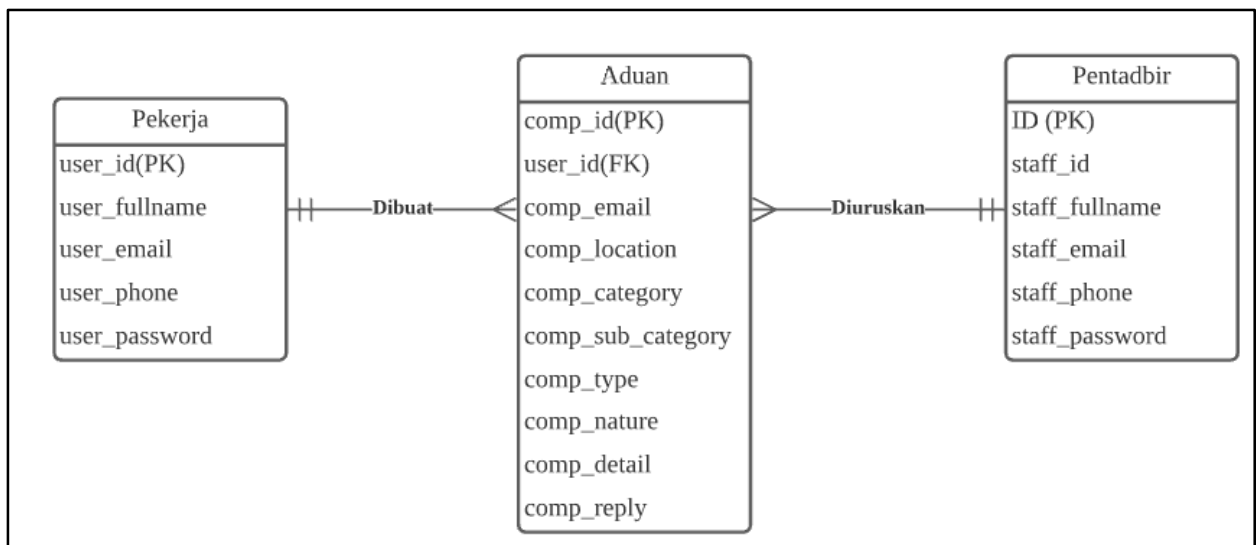 Pekerja
user_id(PK)
user_fullname
user_email
user_phone
user_password
Dibuat
Aduan
comp_id(PK)
user_id(FK)
comp_email
comp_location
comp_category
comp_sub_category
comp_type
comp_nature
comp_detail
comp_reply
Diuruskan
Pentadbir
ID (PK)
staff_id
staff_fullname
staff_email
staff_phone
staff_password